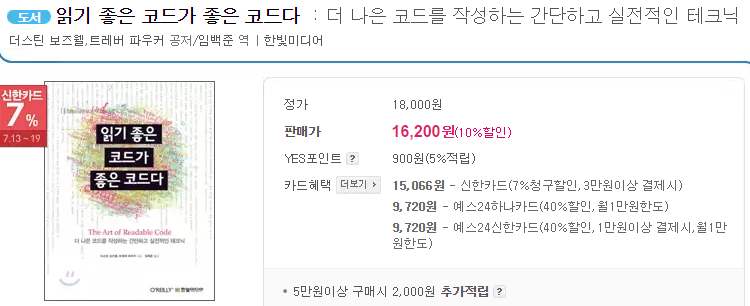 도서 읽기 좋은 코드가 좋은 코드다 : 더 나은 코드를 작성하는 간단하고 실전적인 테크닉
더스틴 보즈웰,트레버 파우커 공저/임백준 역 | 한빛미디어
신한카드
7%
7.13 ~ 19
읽기 좋은
코드가
좋은 코드다
The Art of Readable Code
더 나은 코드를 작성하는 간단하고 실전적인 테크닉
O'REILLY 한빛미디어
정가 18,000원
판매가 16,200원(10%할인)
YES포인트 ? 900원(5%적립)
카드혜택 더보기 > 15,066원 - 신한카드(7%청구할인, 3만원이상 결제시)
9,720원 - 예스24하나카드(40%할인, 월1만원한도)
9,720원 - 예스24신한카드(40%할인, 1만원이상 결제시, 월1만
원한도)
• 5만원이상 구매시 2,000원 추가적립 ?